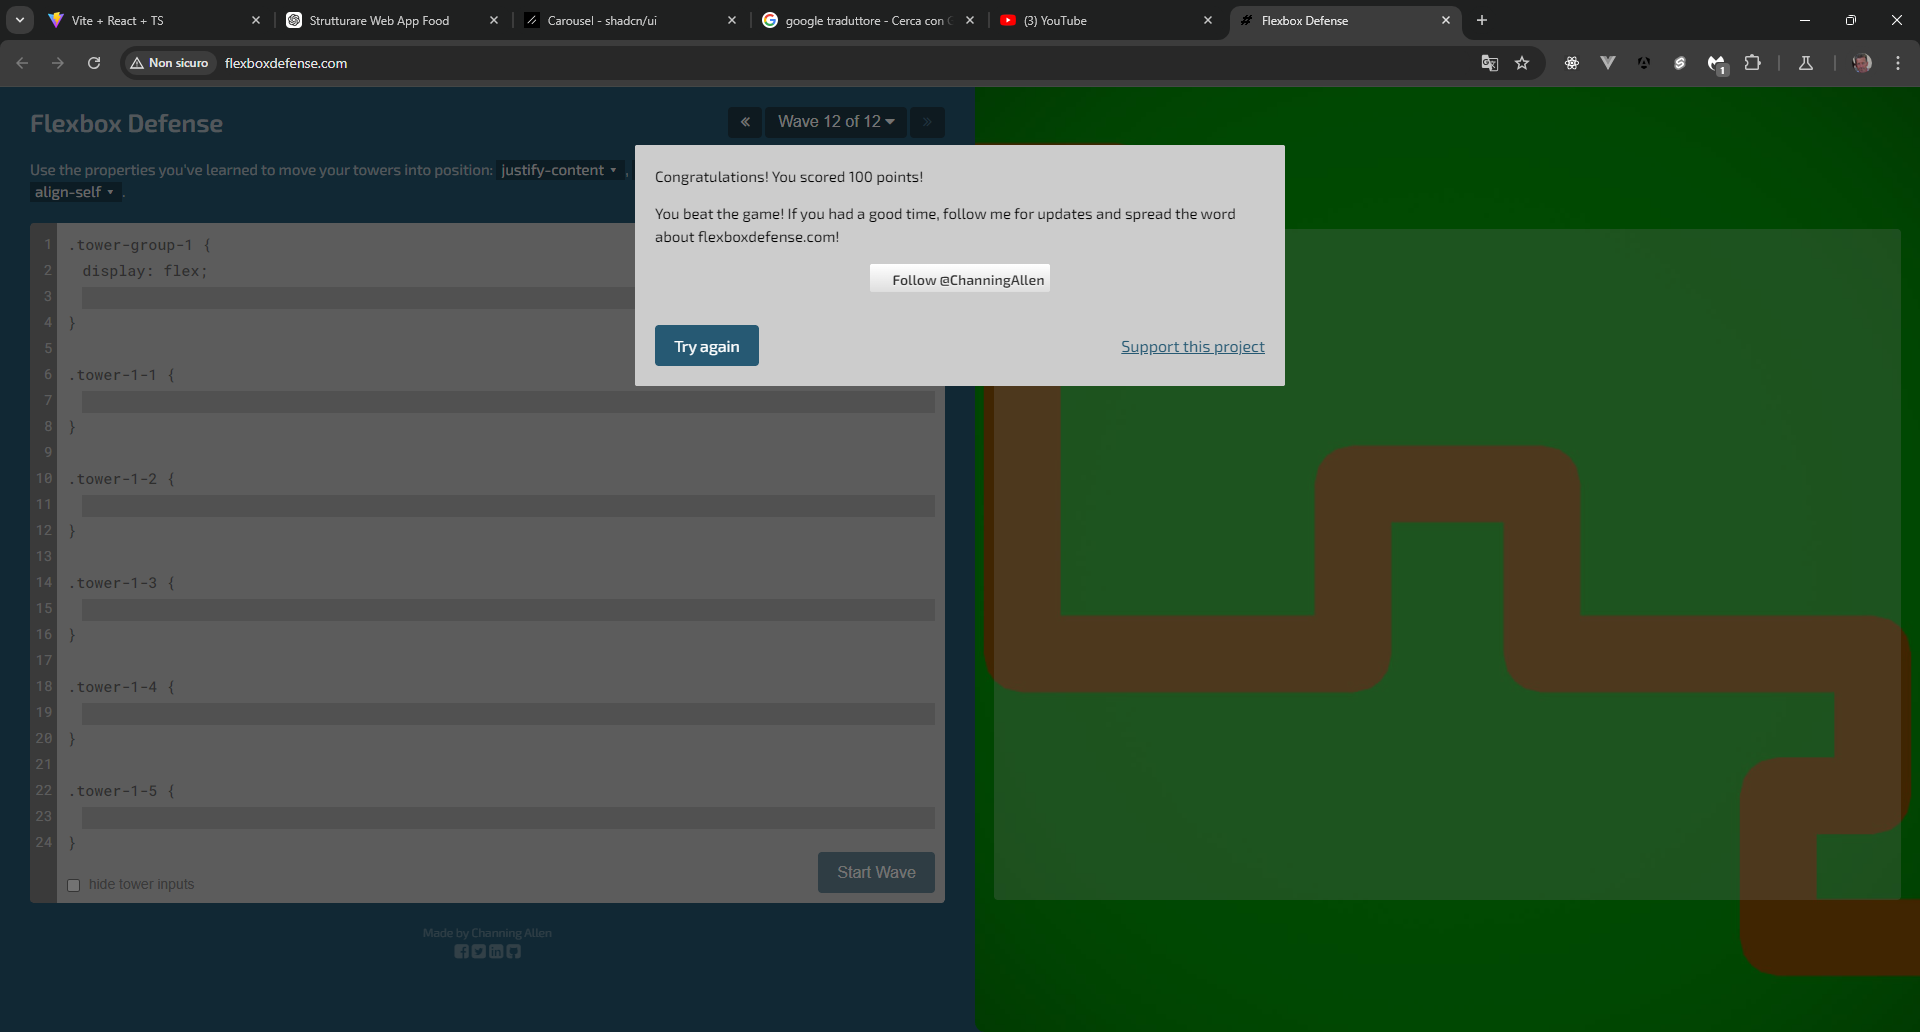 Vite + React + TS
Strutturare Web App Food
Carousel - shadcn/ui
google traduttore - Cerca con G
(3) YouTube
Flexbox Defense
Non sicuro
flexboxdefense.com
1
Flexbox Defense
« Wave 12 of 12 »
Use the properties you've learned to move your towers into position: justify-content ,
align-self .
Congratulations! You scored 100 points!
You beat the game! If you had a good time, follow me for updates and spread the word
about flexboxdefense.com!
Follow @ChanningAllen
Try again
Support this project
1 .tower-group-1 {
2 display: flex;
3
4 }
5
6 .tower-1-1 {
7
8 }
9
10 .tower-1-2 {
11
12 }
13
14 .tower-1-3 {
15
16 }
17
18 .tower-1-4 {
19
20 }
21
22 .tower-1-5 {
23
24 }
hide tower inputs
Start Wave
Made by Channing Allen